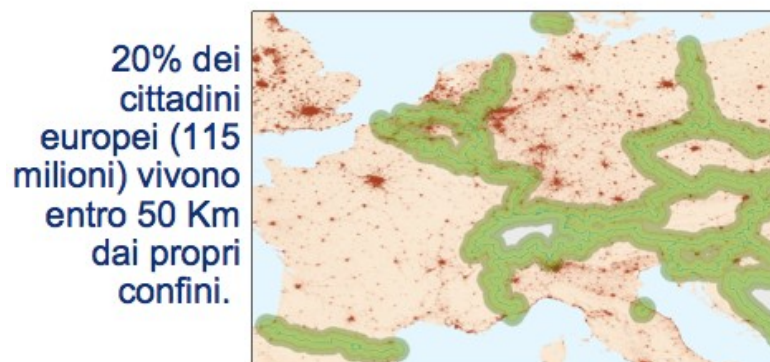 20% dei
cittadini
europei (115
milioni) vivono
entro 50 Km
dai propri
confini.